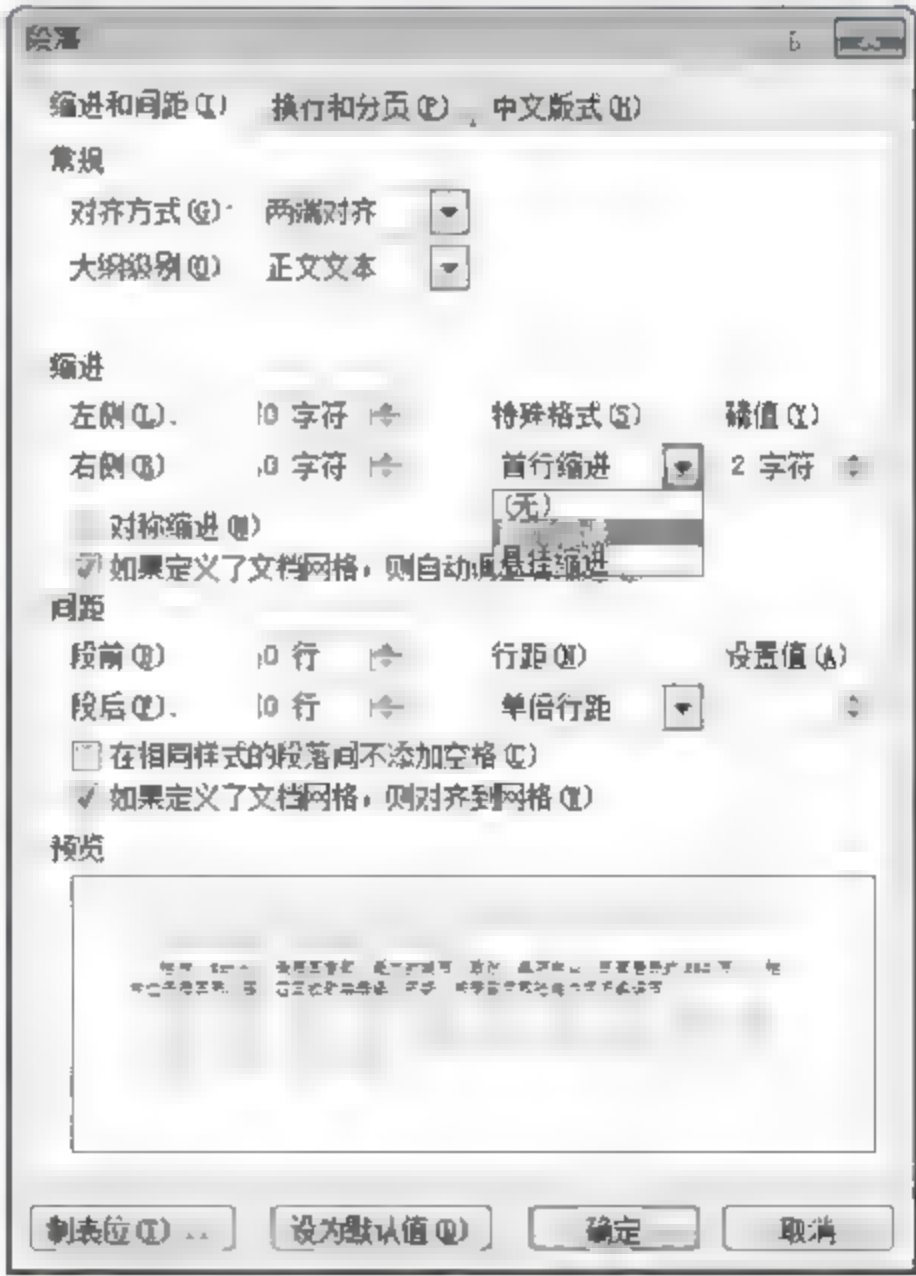 段落
缩进和间距(I) 换行和分页(P) 中文版式(H)
常规
对齐方式(G): 两端对齐
大纲级别(O) 正文文本
缩进
左侧(L). 0 字符 特殊格式(S) 磅值(Y)
右侧(R) 0 字符 首行缩进 2 字符
(无)
对称缩进(M)
悬挂缩进
如果定义了文档网格，则自动调
间距
段前(B) 0 行 行距(N) 设置值(A)
段后(F). 0 行 单倍行距
在相同样式的段落间不添加空格(C)
如果定义了文档网格，则对齐到网格(W)
预览
制表位(T)... 设为默认值(D) 确定 取消